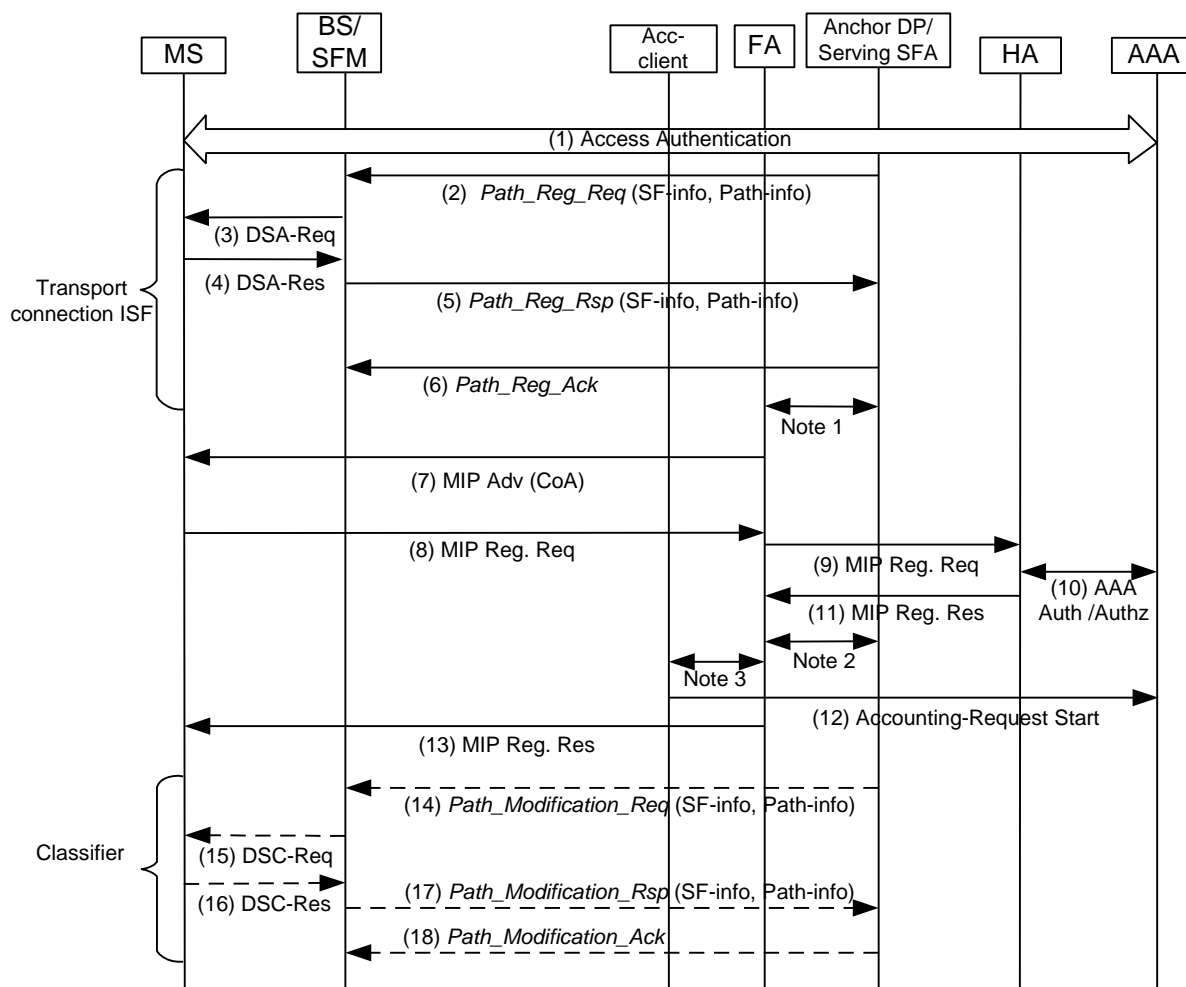 MS
BS/
SFM
Acc-
client
FA
Anchor DP/
Serving SFA
HA
AAA
(1) Access Authentication
(2) Path_Reg_Req (SF-info, Path-info)
(3) DSA-Req
(4) DSA-Res
Transport
connection ISF
(5) Path_Reg_Rsp (SF-info, Path-info)
(6) Path_Reg_Ack
Note 1
(7) MIP Adv (CoA)
(8) MIP Reg. Req
(9) MIP Reg. Req
(10) AAA
Auth /Authz
(11) MIP Reg. Res
Note 2
Note 3
(12) Accounting-Request Start
(13) MIP Reg. Res
(14) Path_Modification_Req (SF-info, Path-info)
Classifier
(15) DSC-Req
(16) DSC-Res
(17) Path_Modification_Rsp (SF-info, Path-info)
(18) Path_Modification_Ack